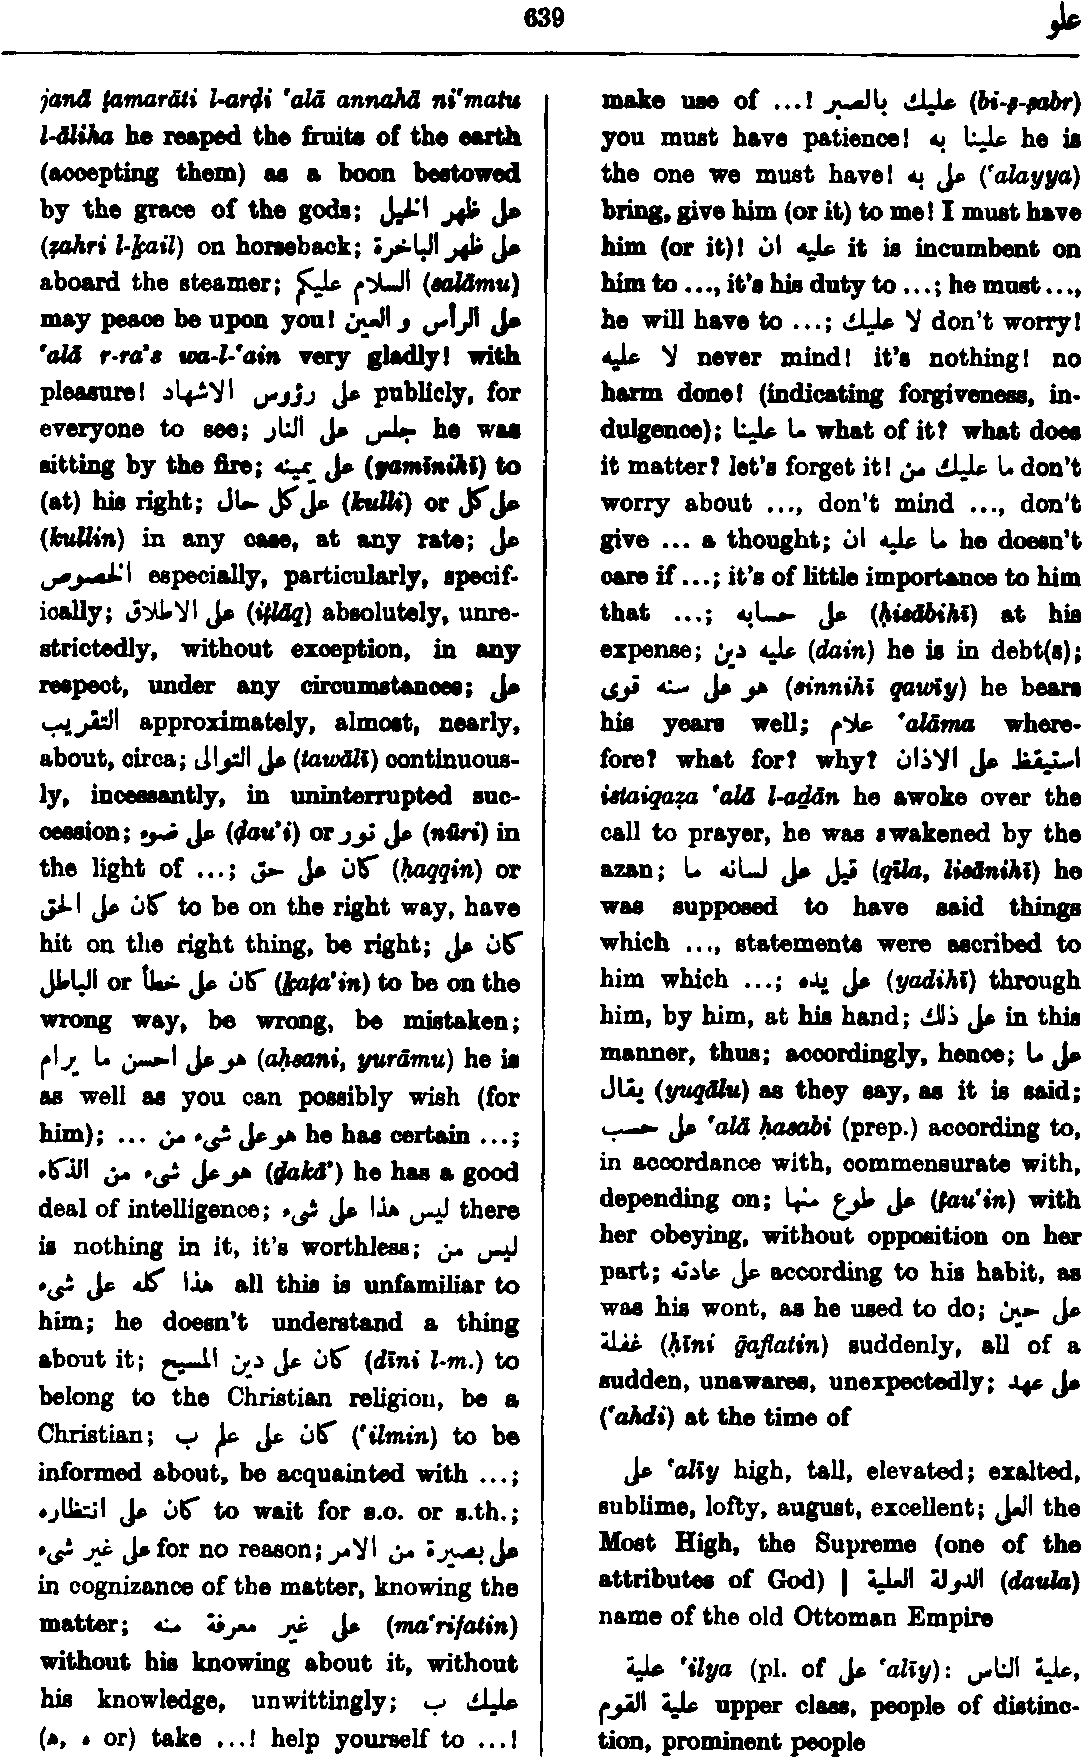 639
علو
janā ṯamarāti l-arḍi ‘alā annahā ni‘matu
l-āliha he reaped the fruits of the earth
(accepting them) as a boon bestowed
by the grace of the gods; على ظهر الخيل
(ẓahri l-ḵail) on horseback; على ظهر الباخرة
aboard the steamer; السلام عليكم (salāmu)
may peace be upon you! على الرأس و العين
‘alā r-ra’s wa-l-‘ain very gladly! with
pleasure! على رؤوس الاشهاد publicly, for
everyone to see; جلس على النار he was
sitting by the fire; على يمينه (yamīnihī) to
(at) his right; على كل حال (kulli) or على كل
(kullin) in any case, at any rate; على
الخصوص especially, particularly, specif-
ically; على الاطلاق (iṭlāq) absolutely, unre-
strictedly, without exception, in any
respect, under any circumstances; على
التقريب approximately, almost, nearly,
about, circa; على التوالى (tawālī) continuous-
ly, incessantly, in uninterrupted suc-
cession; على ضوء (ḍau’i) or على نور (nūri) in
the light of ...; كان على حق (ḥaqqin) or
كان على الحق to be on the right way, have
hit on the right thing, be right; كان على
الباطل or كان على خطأ (ḵaṭa’in) to be on the
wrong way, be wrong, be mistaken;
هو على احسن ما يرام (aḥsani, yurāmu) he is
as well as you can possibly wish (for
him); ... هو على شىء من he has certain ...;
هو على شىء من الذكاء (ḏakā’) he has a good
deal of intelligence; ليس هذا على شىء there
is nothing in it, it's worthless; ليس من
هذا كله على شىء all this is unfamiliar to
him; he doesn't understand a thing
about it; كان على دين المسيح (dīni l-m.) to
belong to the Christian religion, be a
Christian; كان على علم ب (‘ilmin) to be
informed about, be acquainted with ...;
كان على انتظاره to wait for s.o. or s.th.;
على غير شىء for no reason; على بصيرة من الامر
in cognizance of the matter, knowing the
matter; على غير معرفة منه (ma‘rifatin)
without his knowing about it, without
his knowledge, unwittingly; عليك ب
(ه, ه or) take ...! help yourself to ...!
make use of ...! عليك بالصبر (bi-ṣ-ṣabr)
you must have patience! علينا به he is
the one we must have! على به (‘alayya)
bring, give him (or it) to me! I must have
him (or it)! عليه ان it is incumbent on
him to ..., it's his duty to ...; he must ...,
he will have to ...; لا عليك don't worry!
لا عليه never mind! it's nothing! no
harm done! (indicating forgiveness, in-
dulgence); ما علينا what of it? what does
it matter? let's forget it! ما عليك من don't
worry about ..., don't mind ..., don't
give ... a thought; ما عليه ان he doesn't
care if ...; it's of little importance to him
that ...; على حسابه (ḥisābihī) at his
expense; عليه دين (dain) he is in debt(s);
هو على سنه قوى (sinnihī qawīy) he bears
his years well; علام ‘alāma where-
fore? what for? why? استيقظ على الاذان
istaiqaẓa ‘alā l-aḏān he awoke over the
call to prayer, he was awakened by the
azan; قيل على لسانه ما (qīla, lisānihī) he
was supposed to have said things
which ..., statements were ascribed to
him which ...; على يده (yadihī) through
him, by him, at his hand; على ذلك in this
manner, thus; accordingly, hence; على ما
يقال (yuqālu) as they say, as it is said;
على حسب ‘alā ḥasabi (prep.) according to,
in accordance with, commensurate with,
depending on; على طوع منها (ṭau‘in) with
her obeying, without opposition on her
part; على عادته according to his habit, as
was his wont, as he used to do; على حين
غفلة (ḥīni ḡaflatin) suddenly, all of a
sudden, unawares, unexpectedly; على عهد
(‘ahdi) at the time of
على ‘alīy high, tall, elevated; exalted,
sublime, lofty, august, excellent; العلى the
Most High, the Supreme (one of the
attributes of God) | الدولة العلية (daula)
name of the old Ottoman Empire
علية ‘ilya (pl. of على ‘alīy): علية الناس,
علية القوم upper class, people of distinc-
tion, prominent people